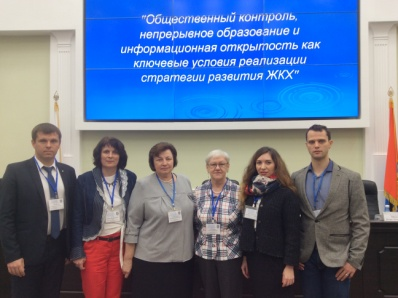 "Общественный контроль,
непрерывное образование и
информационная открытость как
ключевые условия реализации
стратегии развития ЖКХ"